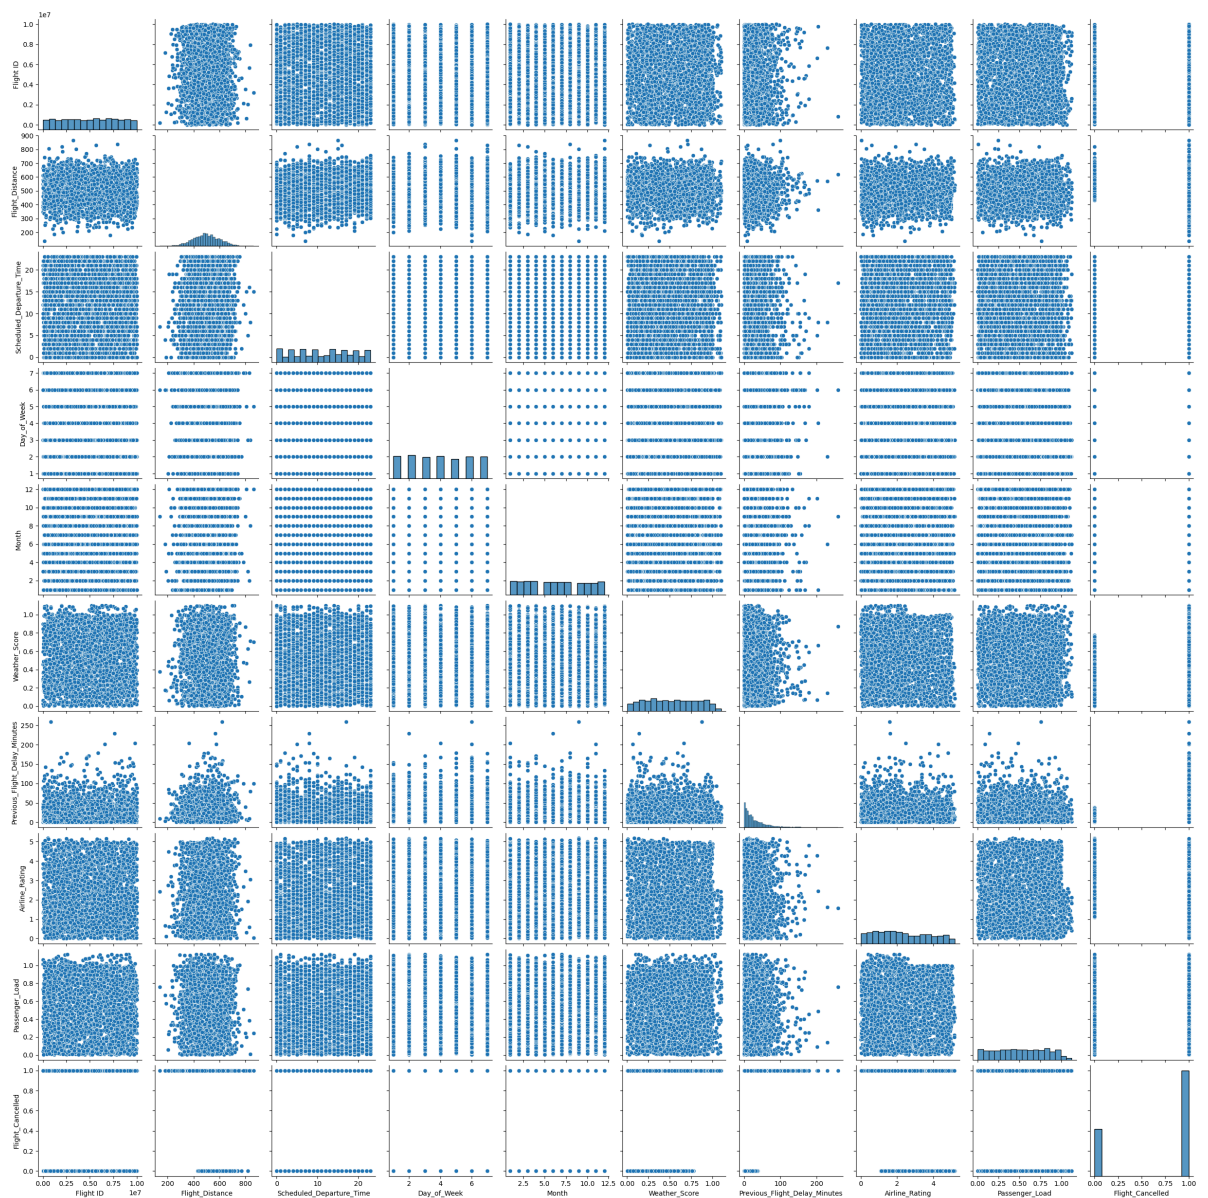 1e7
1.0
0.8
0.6
0.4
0.2
0.0
Flight ID
900
800
700
600
500
400
300
200
Flight_Distance
20
15
10
5
0
Scheduled_Departure_Time
7
6
5
4
3
2
1
Day_of_Week
12
10
8
6
4
2
Month
1.0
0.8
0.6
0.4
0.2
0.0
Weather_Score
250
200
150
100
50
0
Previous_Flight_Delay_Minutes
5
4
3
2
1
0
Airline_Rating
1.0
0.8
0.6
0.4
0.2
0.0
Passenger_Load
1.0
0.8
0.6
0.4
0.2
0.0
Flight_Cancelled
0.00 0.25 0.50 0.75 1.00
Flight ID 1e7
200 400 600 800
Flight_Distance
0 10 20
Scheduled_Departure_Time
2 4 6
Day_of_Week
2.5 5.0 7.5 10.0 12.5
Month
0.00 0.25 0.50 0.75 1.00
Weather_Score
0 100 200
Previous_Flight_Delay_Minutes
0 2 4
Airline_Rating
0.00 0.25 0.50 0.75 1.00
Passenger_Load
0.00 0.25 0.50 0.75 1.00
Flight_Cancelled